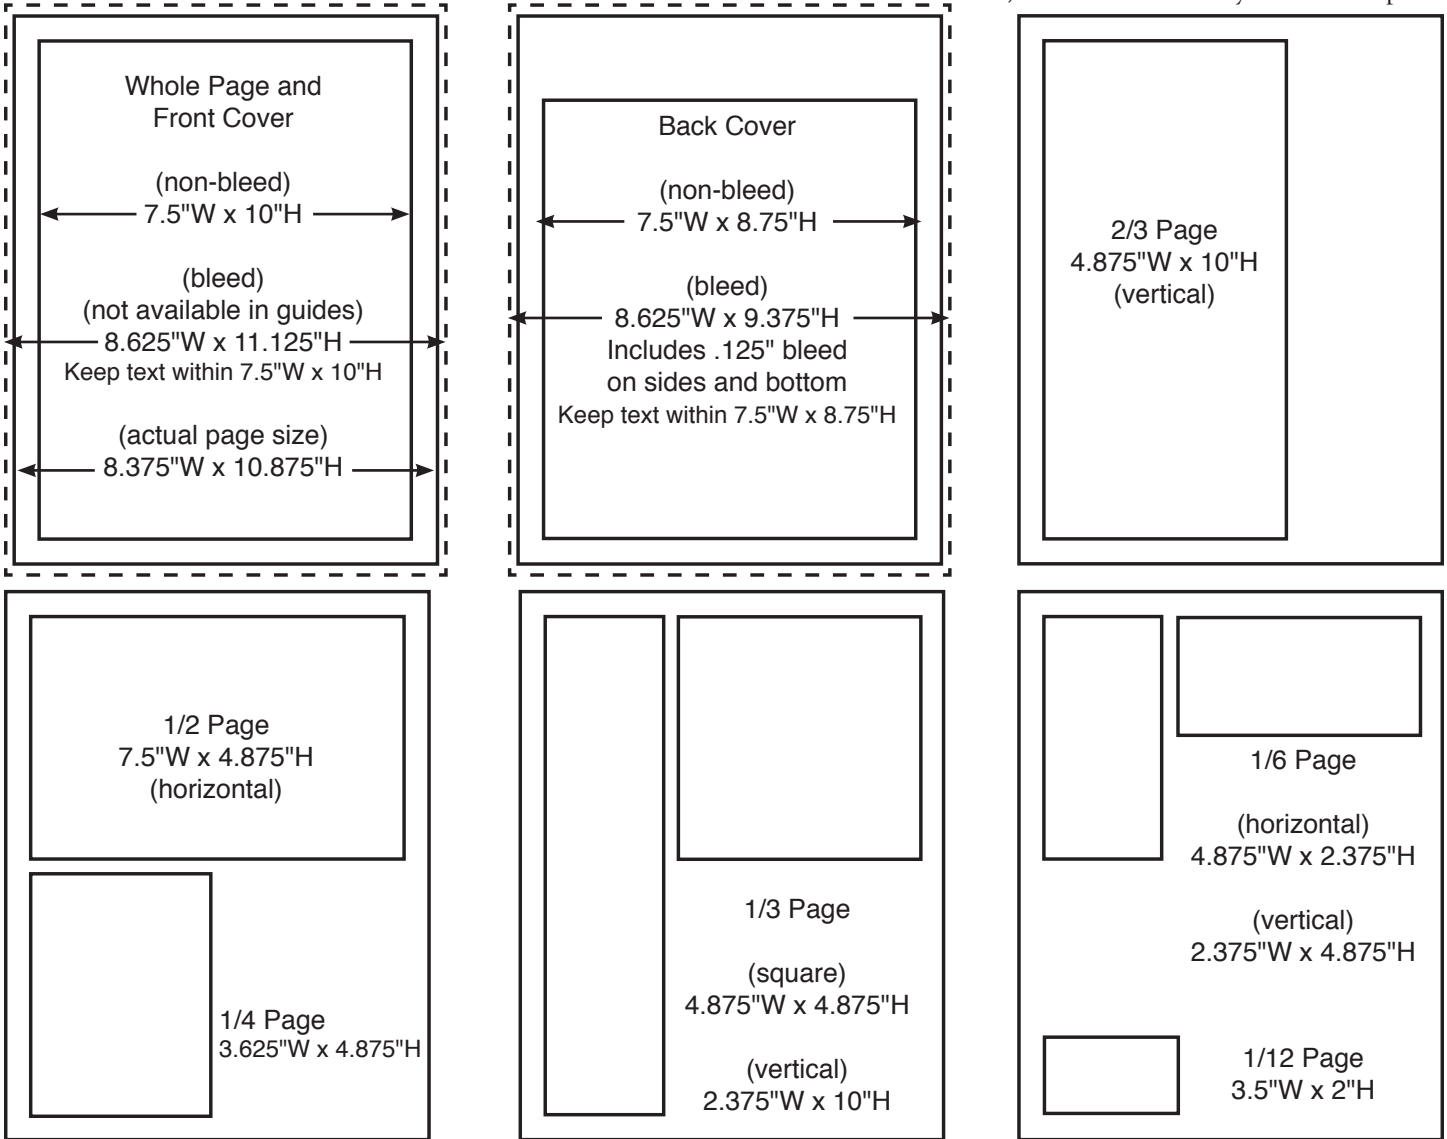 Whole Page and
Front Cover
(non-bleed)
7.5"W x 10"H
(bleed)
(not available in guides)
8.625"W x 11.125"H
Keep text within 7.5"W x 10"H
(actual page size)
8.375"W x 10.875"H
Back Cover
(non-bleed)
7.5"W x 8.75"H
(bleed)
8.625"W x 9.375"H
Includes .125" bleed
on sides and bottom
Keep text within 7.5"W x 8.75"H
2/3 Page
4.875"W x 10"H
(vertical)
1/2 Page
7.5"W x 4.875"H
(horizontal)
1/4 Page
3.625"W x 4.875"H
1/3 Page
(square)
4.875"W x 4.875"H
(vertical)
2.375"W x 10"H
1/6 Page
(horizontal)
4.875"W x 2.375"H
(vertical)
2.375"W x 4.875"H
1/12 Page
3.5"W x 2"H